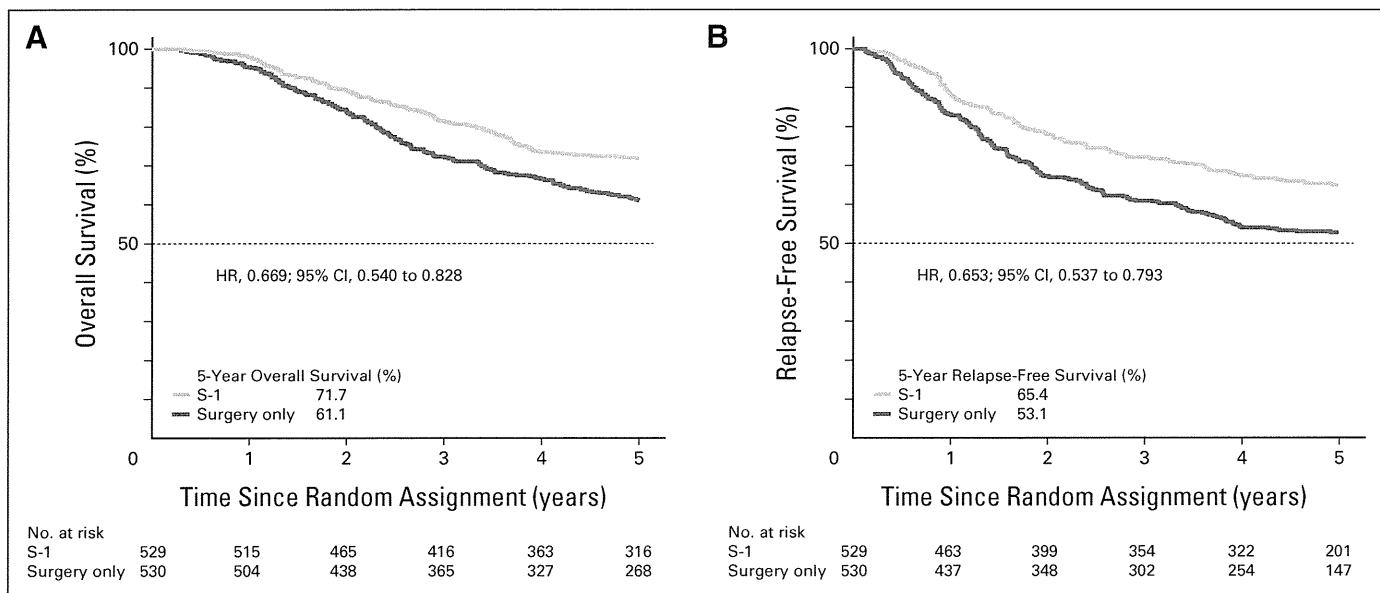 A
100
50
Overall Survival (%)
HR, 0.669; 95% CI, 0.540 to 0.828
5-Year Overall Survival (%)
S-1 71.7
Surgery only 61.1
0 1 2 3 4 5
Time Since Random Assignment (years)
No. at risk
S-1 529 515 465 416 363 316
Surgery only 530 504 438 365 327 268
B
100
50
Relapse-Free Survival (%)
HR, 0.653; 95% CI, 0.537 to 0.793
5-Year Relapse-Free Survival (%)
S-1 65.4
Surgery only 53.1
0 1 2 3 4 5
Time Since Random Assignment (years)
No. at risk
S-1 529 463 399 354 322 201
Surgery only 530 437 348 302 254 147